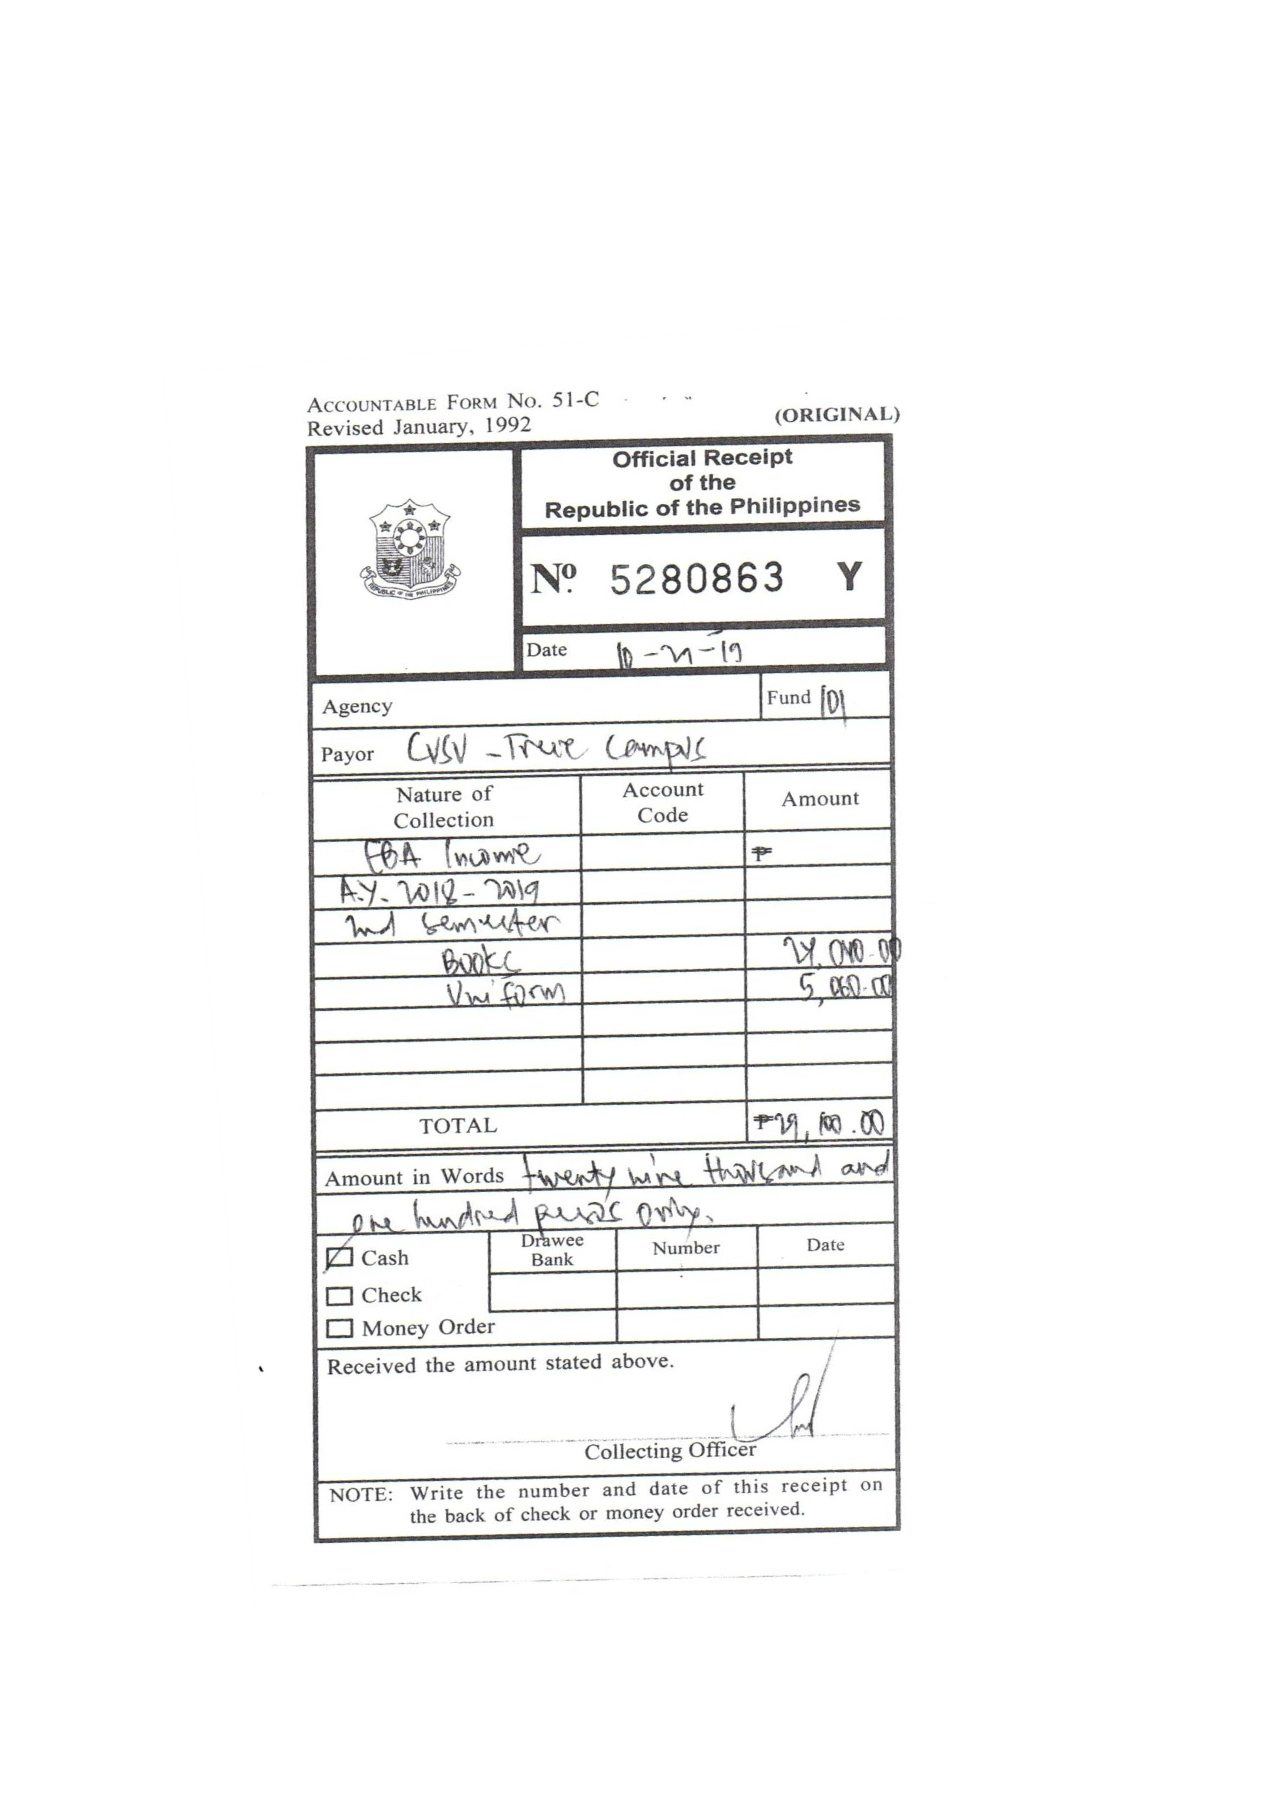 ACCOUNTABLE FORM NO. 51-C
Revised January, 1992
(ORIGINAL)
Official Receipt
of the
Republic of the Philippines
REPUBLIC OF THE PHILIPPINES
Nº. 5280863 Y
Date 10-21-19
Agency
Fund 101
Payor CVSU - Trece Campus
Nature of Collection Account Code Amount
EBA Income ₱
A.Y. 2018-2019
2nd semester
Books 24,040.00
Uniform 5,060.00
TOTAL ₱29,100.00
Amount in Words twenty nine thousand and
one hundred pesos only.
Cash
Check
Money Order
Drawee Bank Number Date
Received the amount stated above.
Collecting Officer
NOTE: Write the number and date of this receipt on
the back of check or money order received.